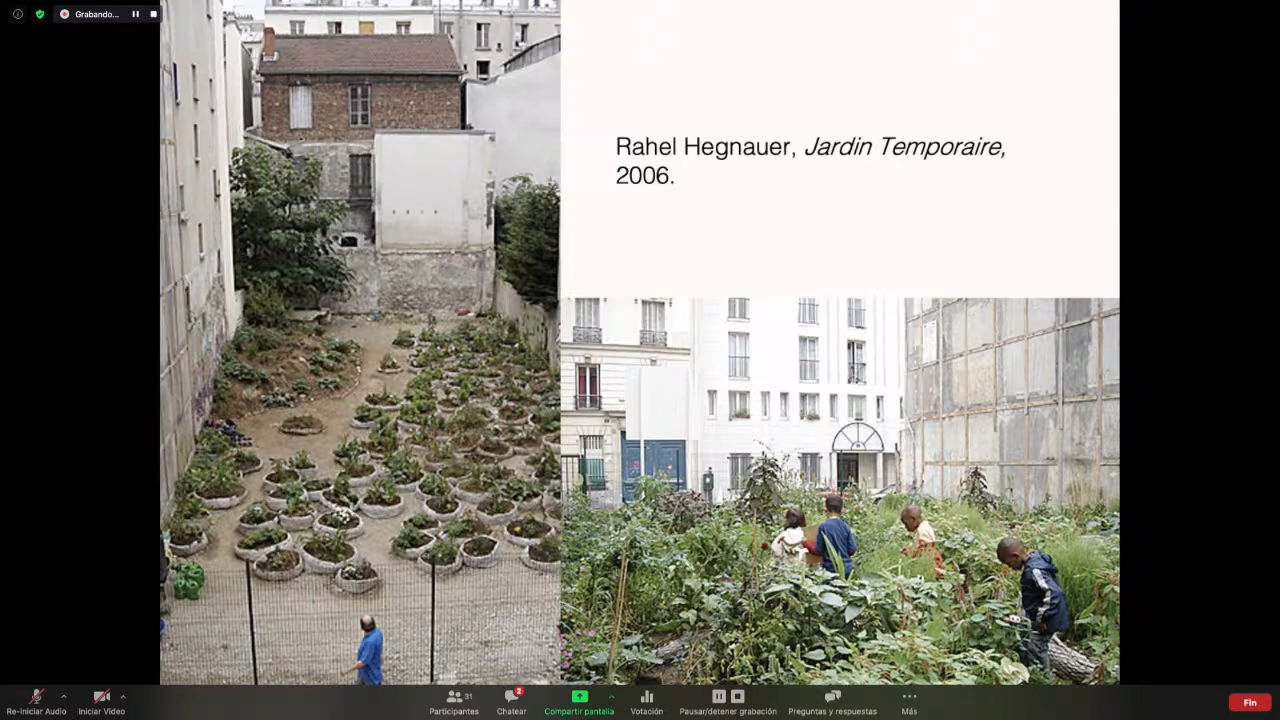 Grabando...
Rahel Hegnauer, Jardin Temporaire,
2006.
Re-Iniciar Audio
Iniciar Video
Participantes
31
Chatear
2
Compartir pantalla
Votación
Pausar/detener grabación
Preguntas y respuestas
Más
Fin